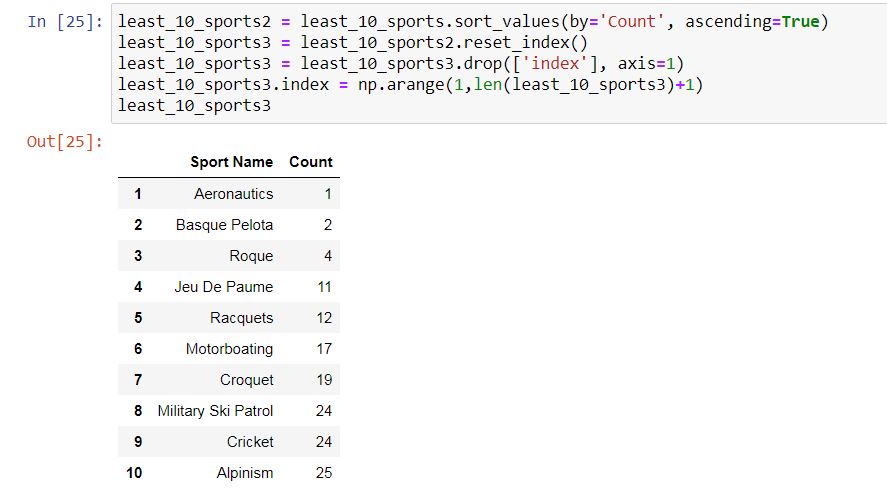 In [25]: least_10_sports2 = least_10_sports.sort_values(by='Count', ascending=True)
least_10_sports3 = least_10_sports2.reset_index()
least_10_sports3 = least_10_sports3.drop(['index'], axis=1)
least_10_sports3.index = np.arange(1,len(least_10_sports3)+1)
least_10_sports3
Out[25]:
Sport Name Count
1 Aeronautics 1
2 Basque Pelota 2
3 Roque 4
4 Jeu De Paume 11
5 Racquets 12
6 Motorboating 17
7 Croquet 19
8 Military Ski Patrol 24
9 Cricket 24
10 Alpinism 25